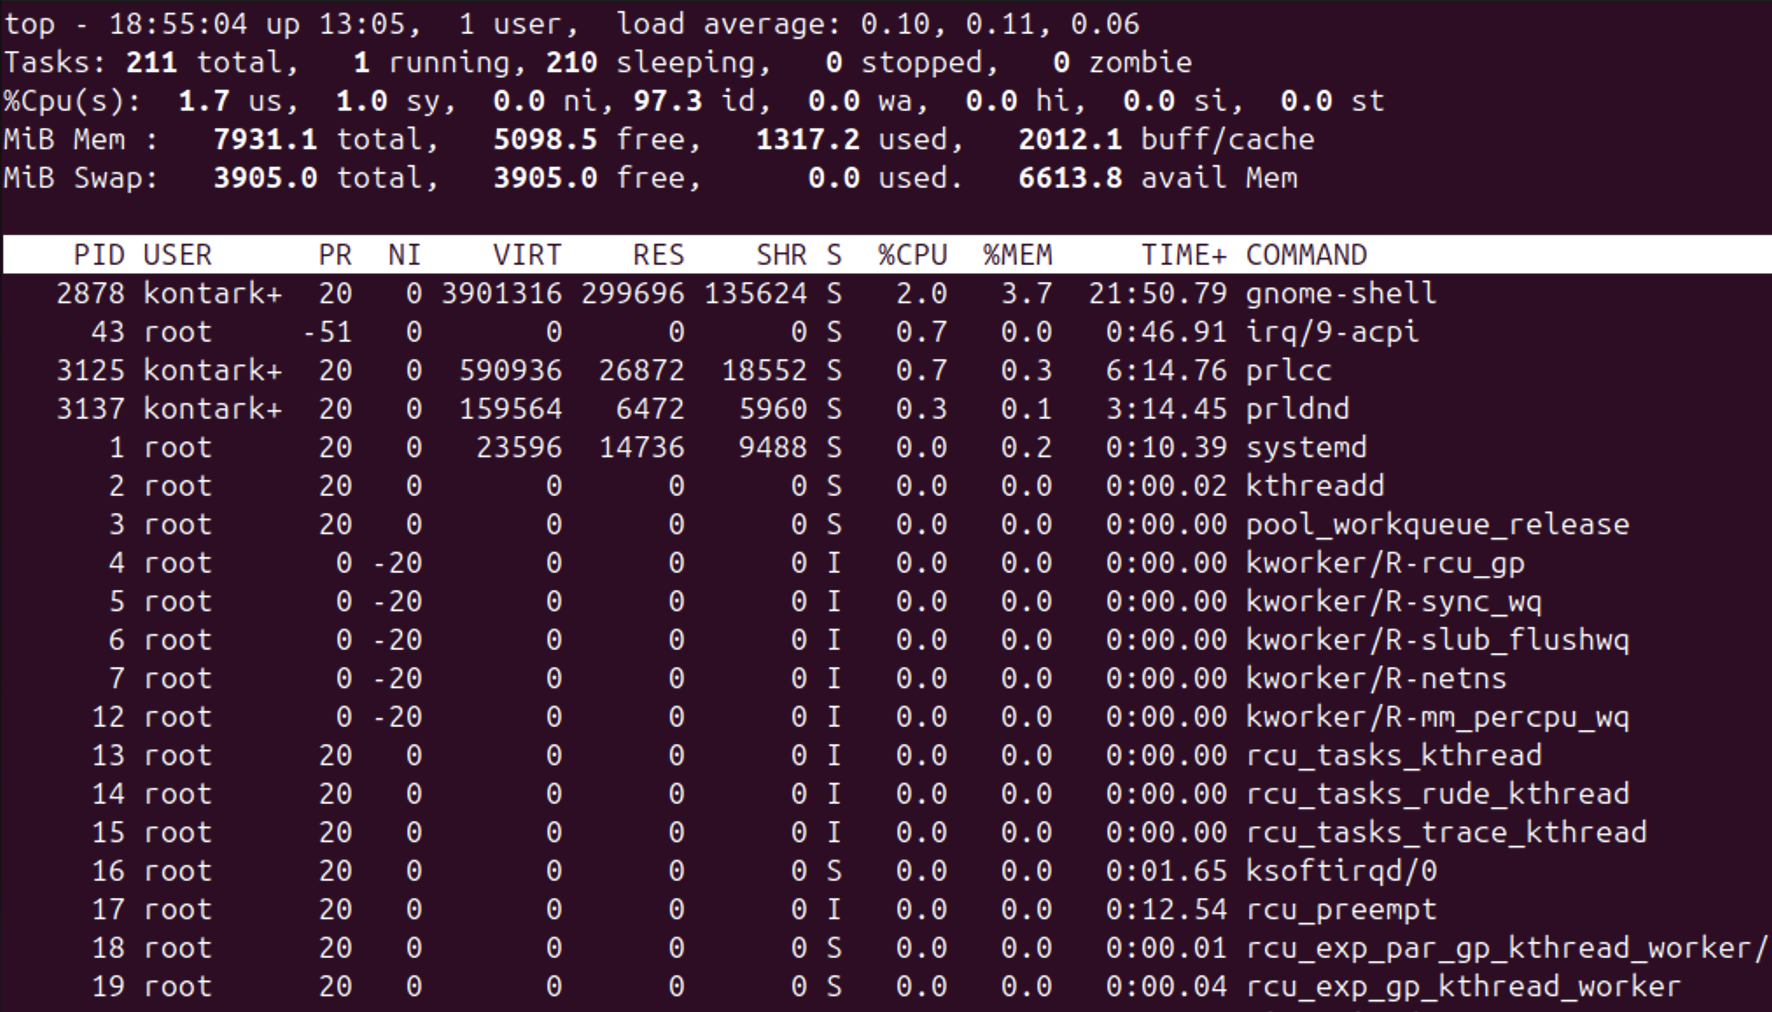 top - 18:55:04 up 13:05,  1 user,  load average: 0.10, 0.11, 0.06
Tasks: 211 total,   1 running, 210 sleeping,   0 stopped,   0 zombie
%Cpu(s):  1.7 us,  1.0 sy,  0.0 ni, 97.3 id,  0.0 wa,  0.0 hi,  0.0 si,  0.0 st
MiB Mem :   7931.1 total,   5098.5 free,   1317.2 used,   2012.1 buff/cache
MiB Swap:   3905.0 total,   3905.0 free,      0.0 used.   6613.8 avail Mem
    PID USER      PR  NI    VIRT    RES    SHR S  %CPU  %MEM     TIME+ COMMAND
   2878 kontark+  20   0 3901316 299696 135624 S   2.0   3.7  21:50.79 gnome-shell
     43 root     -51   0       0      0      0 S   0.7   0.0   0:46.91 irq/9-acpi
   3125 kontark+  20   0  590936  26872  18552 S   0.7   0.3   6:14.76 prlcc
   3137 kontark+  20   0  159564   6472   5960 S   0.3   0.1   3:14.45 prldnd
      1 root      20   0   23596  14736   9488 S   0.0   0.2   0:10.39 systemd
      2 root      20   0       0      0      0 S   0.0   0.0   0:00.02 kthreadd
      3 root      20   0       0      0      0 S   0.0   0.0   0:00.00 pool_workqueue_release
      4 root       0 -20       0      0      0 I   0.0   0.0   0:00.00 kworker/R-rcu_gp
      5 root       0 -20       0      0      0 I   0.0   0.0   0:00.00 kworker/R-sync_wq
      6 root       0 -20       0      0      0 I   0.0   0.0   0:00.00 kworker/R-slub_flushwq
      7 root       0 -20       0      0      0 I   0.0   0.0   0:00.00 kworker/R-netns
     12 root       0 -20       0      0      0 I   0.0   0.0   0:00.00 kworker/R-mm_percpu_wq
     13 root      20   0       0      0      0 I   0.0   0.0   0:00.00 rcu_tasks_kthread
     14 root      20   0       0      0      0 I   0.0   0.0   0:00.00 rcu_tasks_rude_kthread
     15 root      20   0       0      0      0 I   0.0   0.0   0:00.00 rcu_tasks_trace_kthread
     16 root      20   0       0      0      0 S   0.0   0.0   0:01.65 ksoftirqd/0
     17 root      20   0       0      0      0 I   0.0   0.0   0:12.54 rcu_preempt
     18 root      20   0       0      0      0 S   0.0   0.0   0:00.01 rcu_exp_par_gp_kthread_worker/
     19 root      20   0       0      0      0 S   0.0   0.0   0:00.04 rcu_exp_gp_kthread_worker